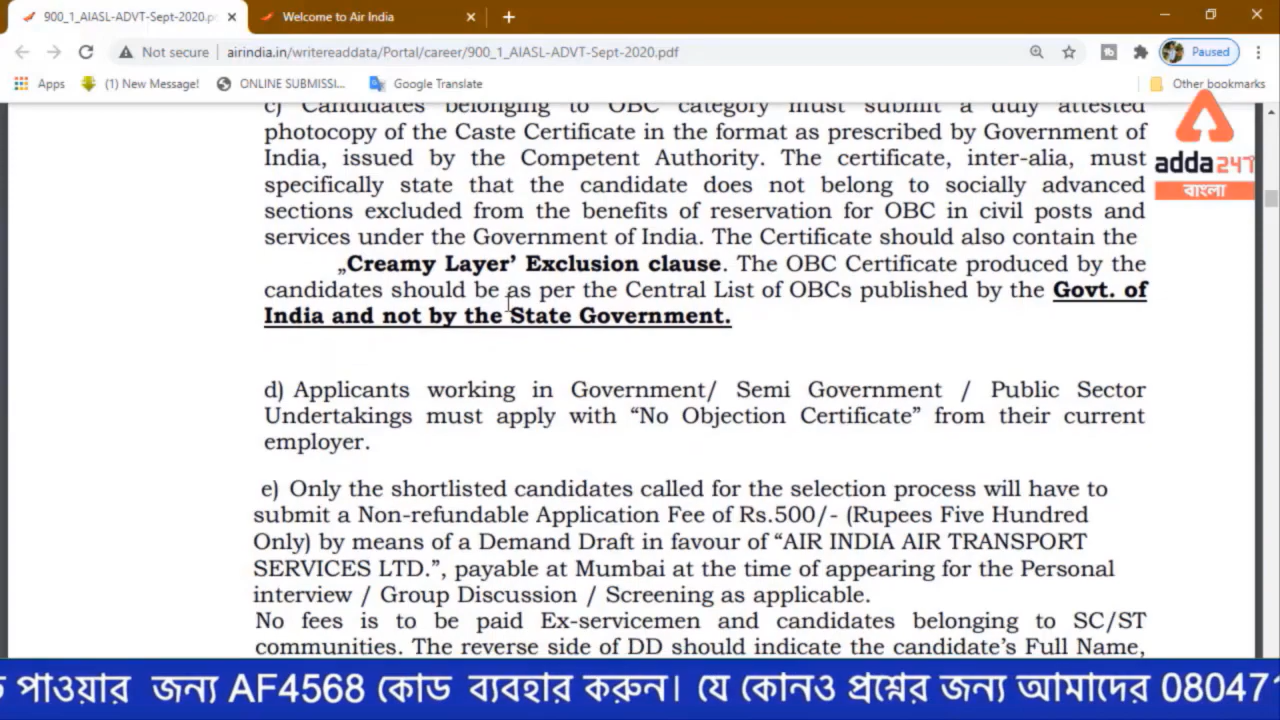 900_1_AIASL-ADVT-Sept-2020.p
Welcome to Air India
Not secure
airindia.in/writereaddata/Portal/career/900_1_AIASL-ADVT-Sept-2020.pdf
Paused
Apps
(1) New Message!
ONLINE SUBMISSI...
Google Translate
Other bookmarks
c) Candidates belonging to OBC category must submit a duly attested
photocopy of the Caste Certificate in the format as prescribed by Government of
India, issued by the Competent Authority. The certificate, inter-alia, must
specifically state that the candidate does not belong to socially advanced
sections excluded from the benefits of reservation for OBC in civil posts and
services under the Government of India. The Certificate should also contain the
„Creamy Layer’ Exclusion clause. The OBC Certificate produced by the
candidates should be as per the Central List of OBCs published by the Govt. of
India and not by the State Government.
d) Applicants working in Government/ Semi Government / Public Sector
Undertakings must apply with “No Objection Certificate” from their current
employer.
e) Only the shortlisted candidates called for the selection process will have to
submit a Non-refundable Application Fee of Rs.500/- (Rupees Five Hundred
Only) by means of a Demand Draft in favour of “AIR INDIA AIR TRANSPORT
SERVICES LTD.”, payable at Mumbai at the time of appearing for the Personal
interview / Group Discussion / Screening as applicable.
No fees is to be paid Ex-servicemen and candidates belonging to SC/ST
communities. The reverse side of DD should indicate the candidate’s Full Name,
adda247
বাংলা
পাওয়ার জন্য AF4568 কোড ব্যবহার করুন। যে কোনও প্রশ্নের জন্য আমাদের 08047